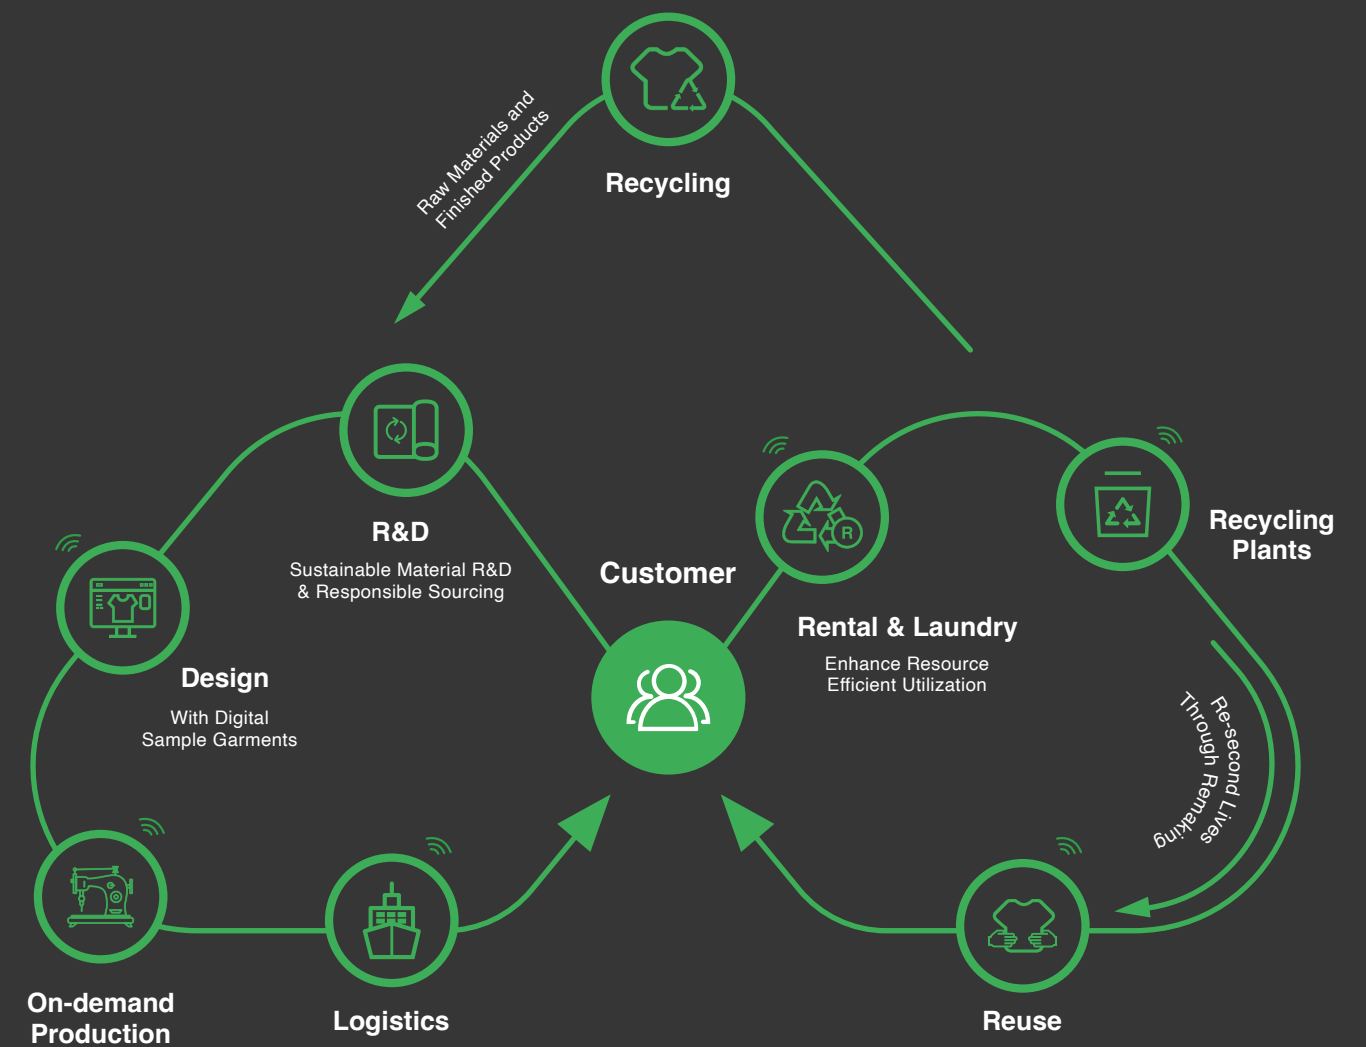 Raw Materials and
Finished Products
Recycling
R&D
Sustainable Material R&D
& Responsible Sourcing
Customer
Recycling
Plants
Rental & Laundry
Enhance Resource
Efficient Utilization
R
Design
With Digital
Sample Garments
Re-second Lives
Through Remaking
On-demand
Production
Logistics
Reuse